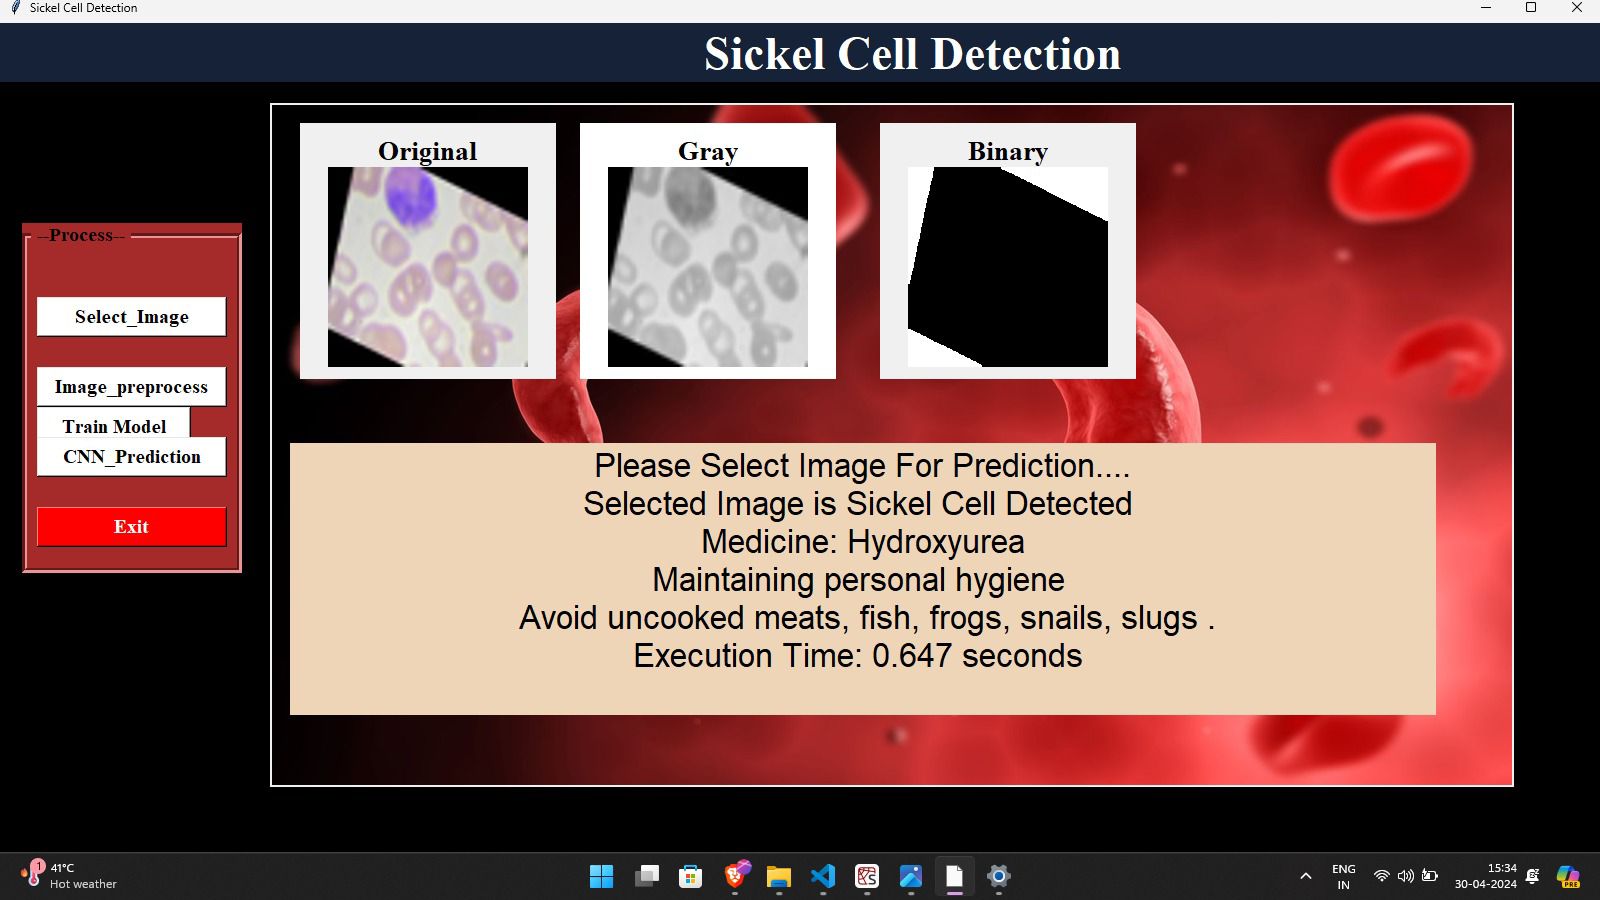 Sickel Cell Detection
Sickel Cell Detection
Original
Gray
Binary
--Process--
Select_Image
Image_preprocess
Train Model
CNN_Prediction
Exit
Please Select Image For Prediction....
Selected Image is Sickel Cell Detected
Medicine: Hydroxyurea
Maintaining personal hygiene
Avoid uncooked meats, fish, frogs, snails, slugs .
Execution Time: 0.647 seconds
1
41°C
Hot weather
ENG
IN
15:34
30-04-2024
PRE